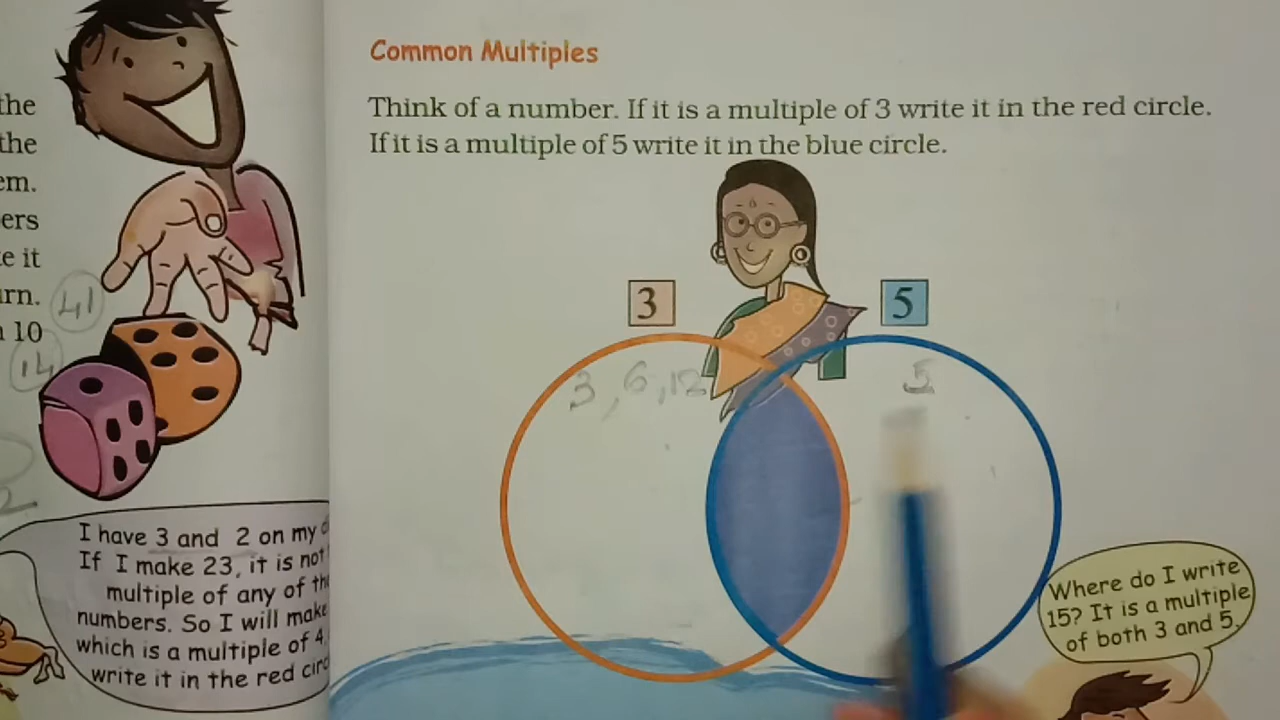 the
the
em.
ers
e it
urn.
10
41
14
2
I have 3 and 2 on my
If I make 23, it is not
multiple of any of the
numbers. So I will make
which is a multiple of 4.
write it in the red
Common Multiples
Think of a number. If it is a multiple of 3 write it in the red circle.
If it is a multiple of 5 write it in the blue circle.
3
5
3, 6, 12
5
Where do I write
15? It is a multiple
of both 3 and 5.